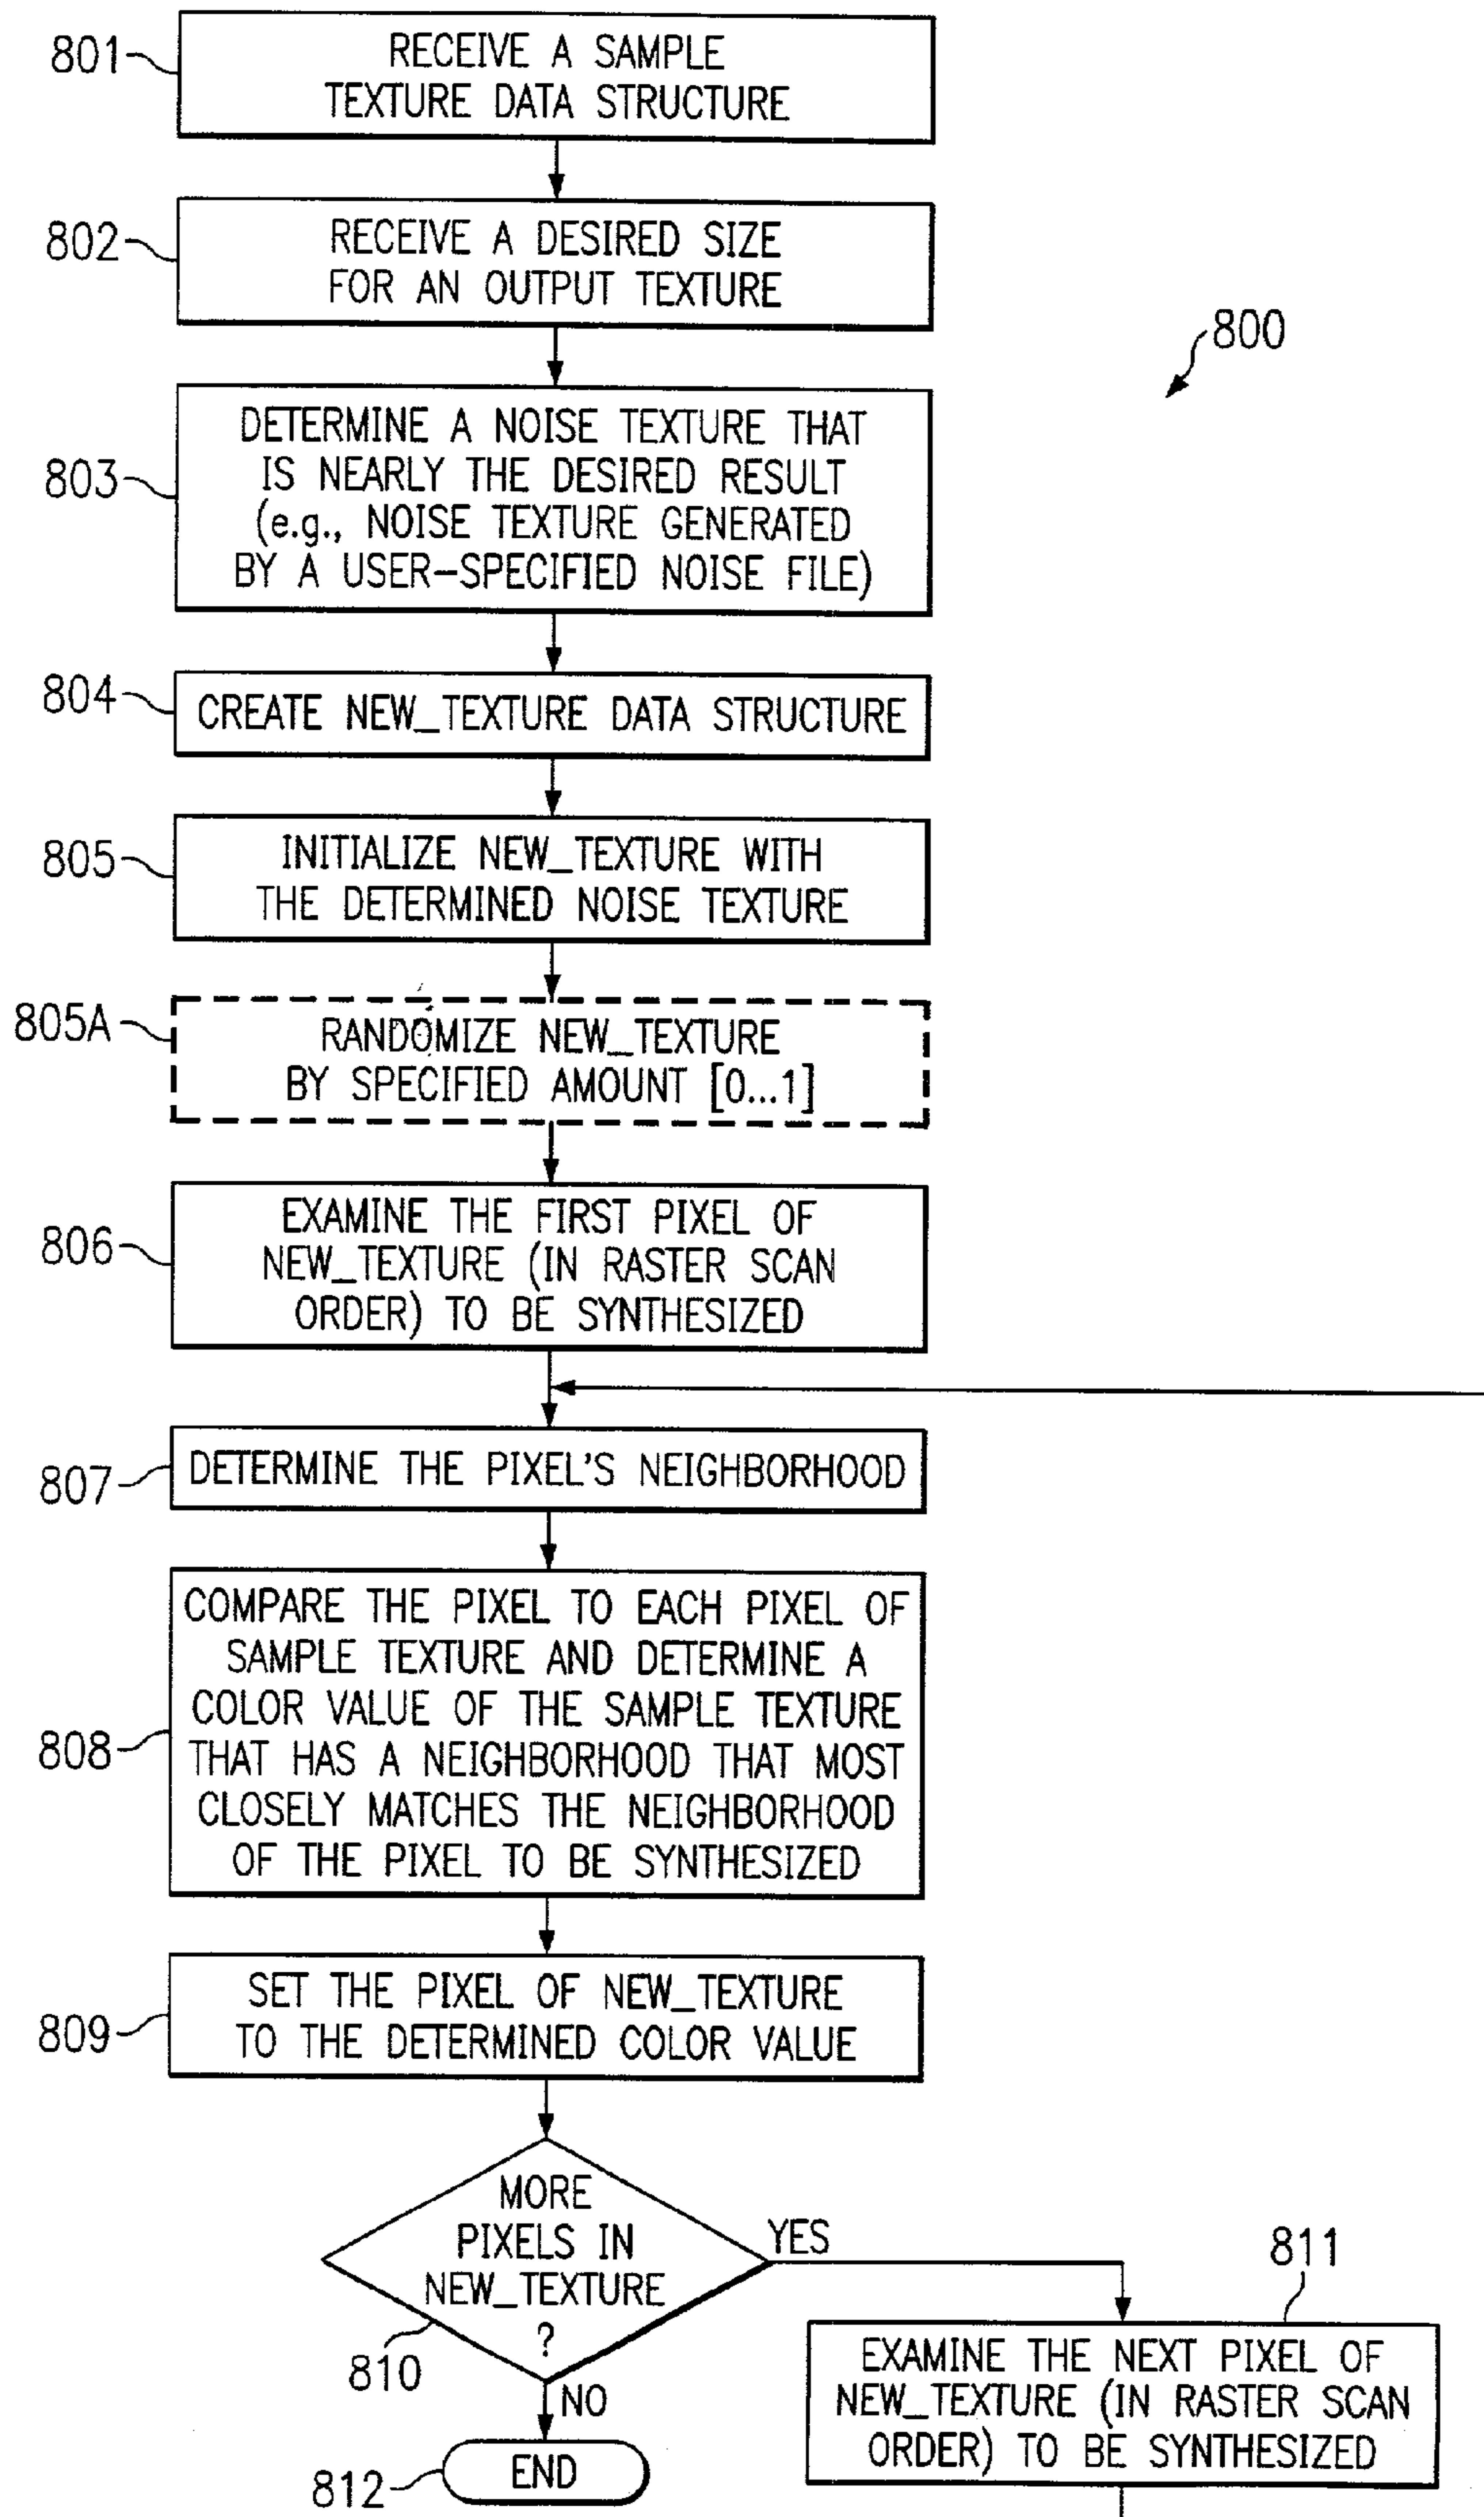 801
RECEIVE A SAMPLE
TEXTURE DATA STRUCTURE
802
RECEIVE A DESIRED SIZE
FOR AN OUTPUT TEXTURE
800
803
DETERMINE A NOISE TEXTURE THAT
IS NEARLY THE DESIRED RESULT
(e.g., NOISE TEXTURE GENERATED
BY A USER-SPECIFIED NOISE FILE)
804
CREATE NEW_TEXTURE DATA STRUCTURE
805
INITIALIZE NEW_TEXTURE WITH
THE DETERMINED NOISE TEXTURE
805A
RANDOMIZE NEW_TEXTURE
BY SPECIFIED AMOUNT [0...1]
806
EXAMINE THE FIRST PIXEL OF
NEW_TEXTURE (IN RASTER SCAN
ORDER) TO BE SYNTHESIZED
807
DETERMINE THE PIXEL'S NEIGHBORHOOD
808
COMPARE THE PIXEL TO EACH PIXEL OF
SAMPLE TEXTURE AND DETERMINE A
COLOR VALUE OF THE SAMPLE TEXTURE
THAT HAS A NEIGHBORHOOD THAT MOST
CLOSELY MATCHES THE NEIGHBORHOOD
OF THE PIXEL TO BE SYNTHESIZED
809
SET THE PIXEL OF NEW_TEXTURE
TO THE DETERMINED COLOR VALUE
MORE
PIXELS IN
NEW_TEXTURE
?
810
YES
NO
811
EXAMINE THE NEXT PIXEL OF
NEW_TEXTURE (IN RASTER SCAN
ORDER) TO BE SYNTHESIZED
812
END